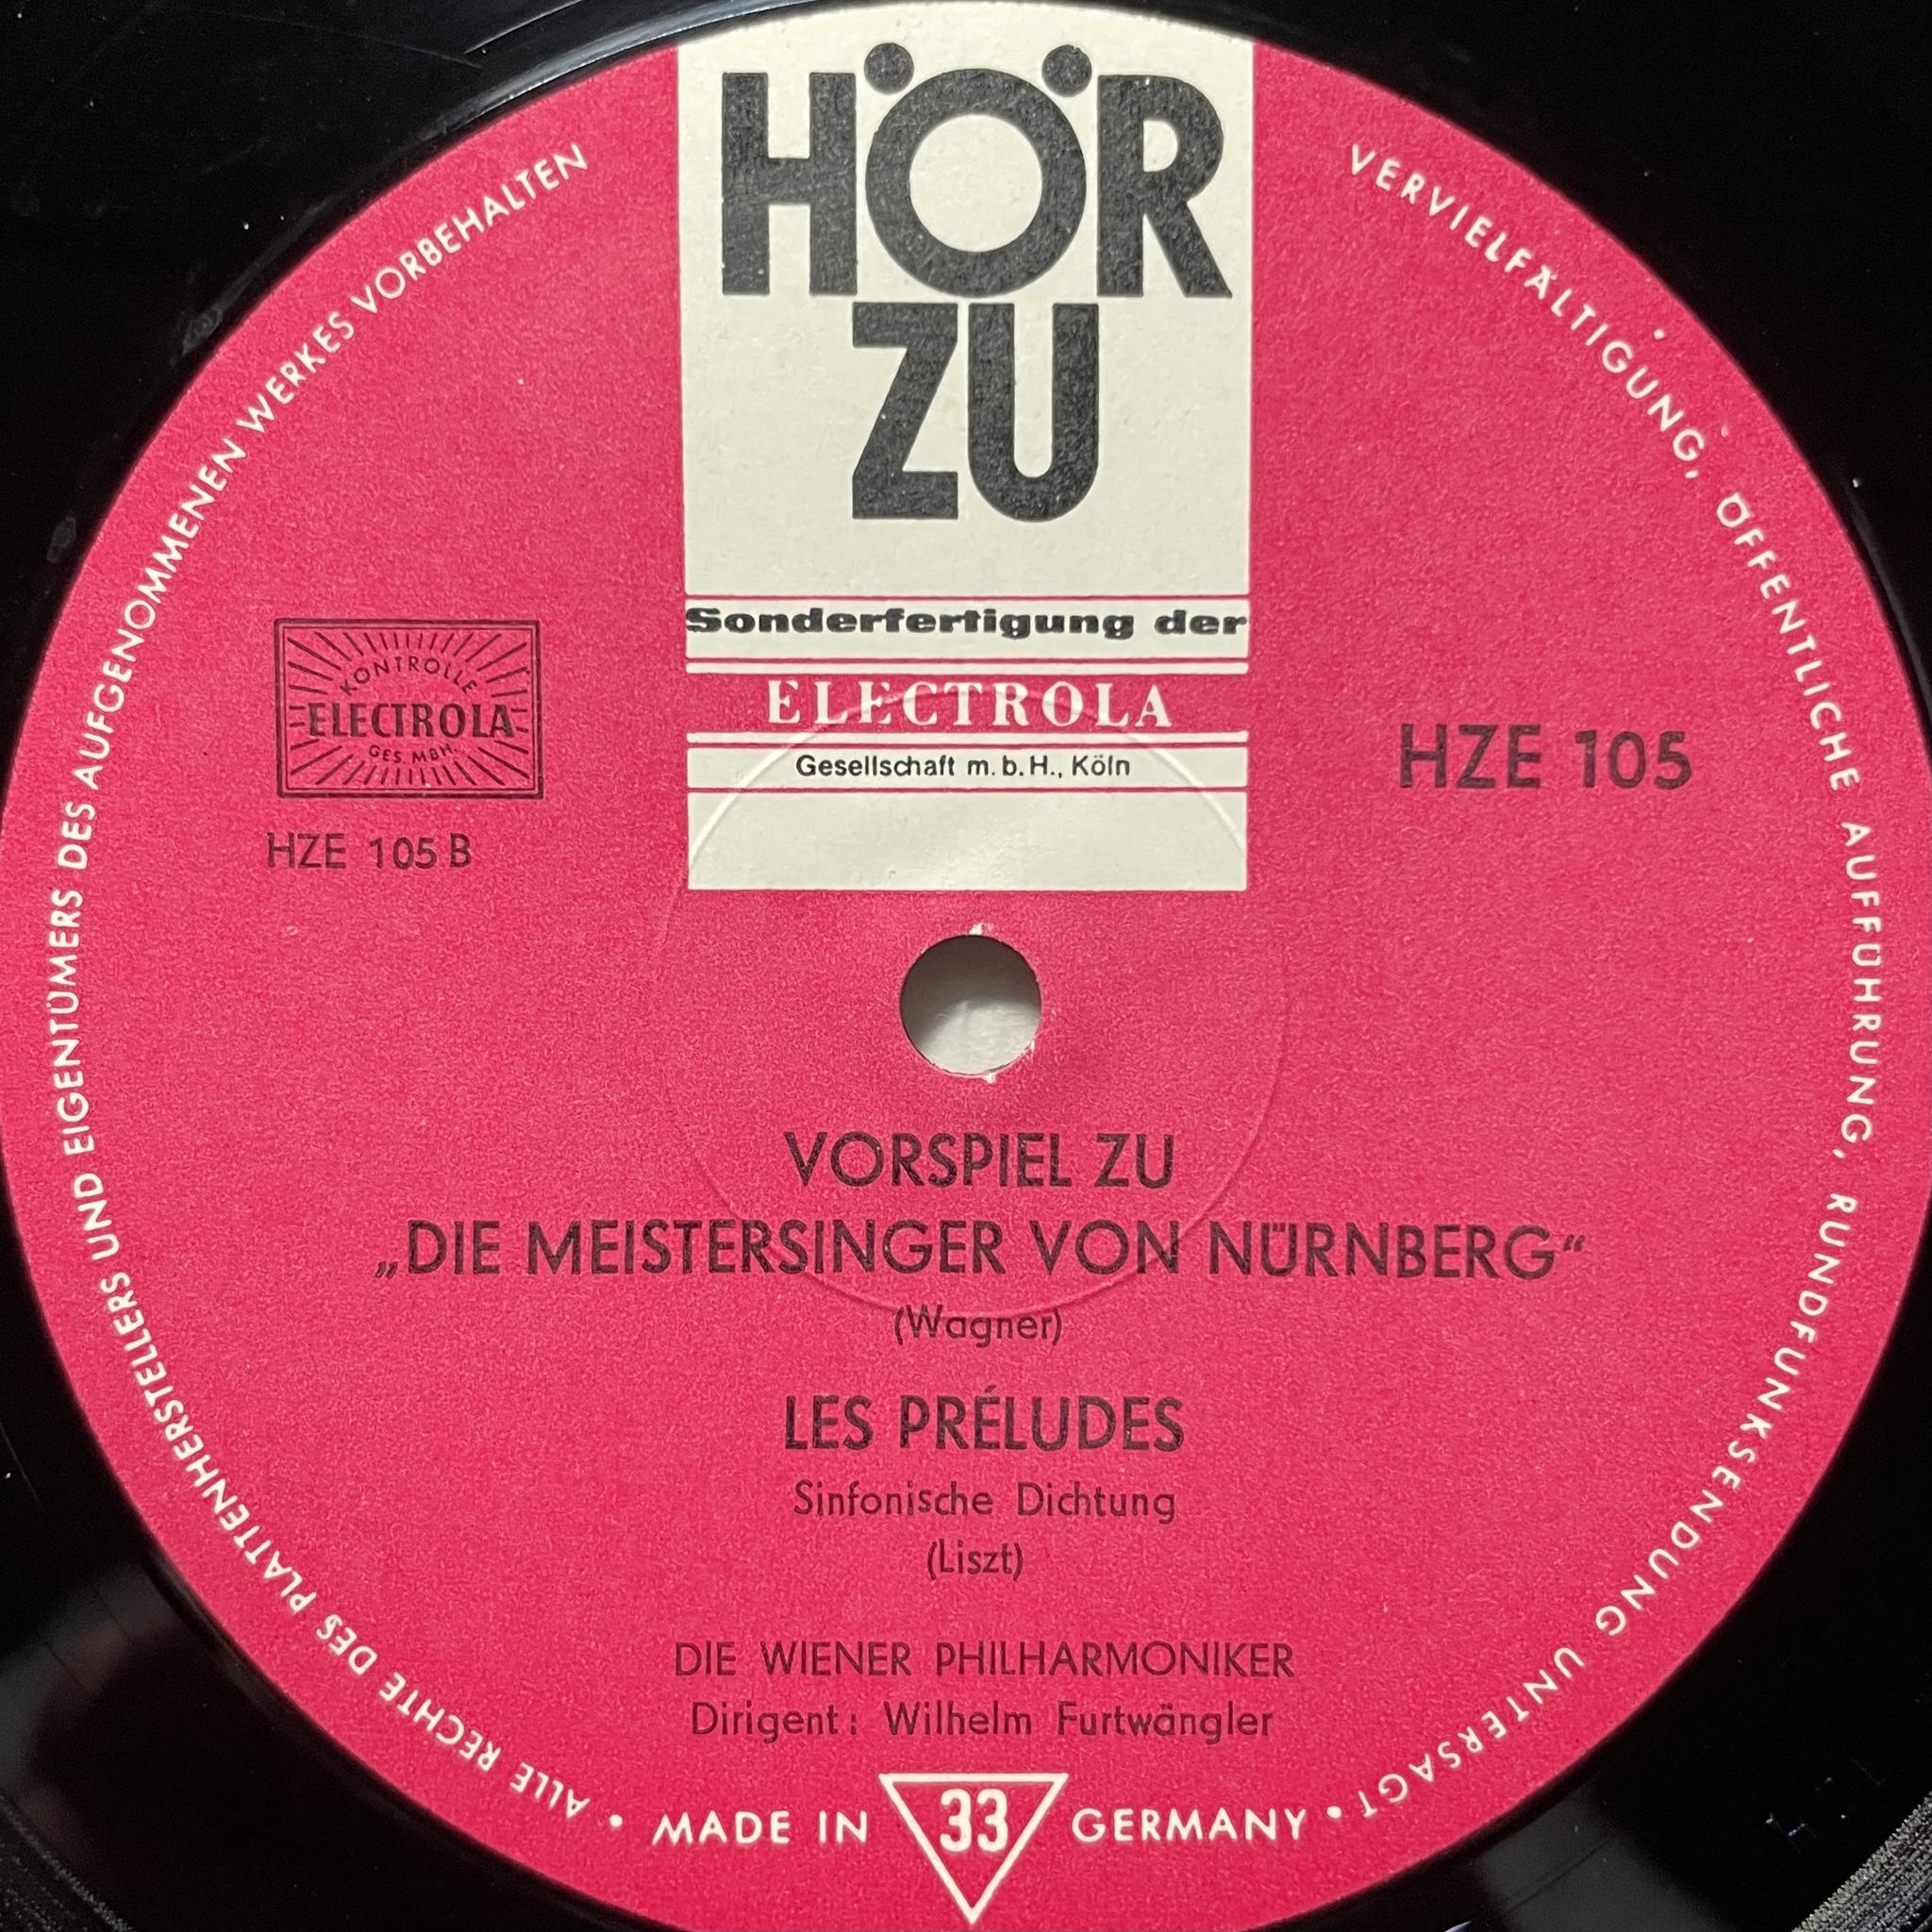 HÖR
ZU
Sonderfertigung der
ELECTROLA
Gesellschaft m.b.H., Köln
KONTROLLE
ELECTROLA
GES. MBH.
HZE 105 B
HZE 105
VORSPIEL ZU
„DIE MEISTERSINGER VON NÜRNBERG“
(Wagner)
LES PRÉLUDES
Sinfonische Dichtung
(Liszt)
DIE WIENER PHILHARMONIKER
Dirigent: Wilhelm Furtwängler
• MADE IN 33 GERMANY •
ALLE RECHTE DES PLATTENHERSTELLERS UND EIGENTÜMERS DES AUFGENOMMENEN WERKES VORBEHALTEN
VERVIELFÄLTIGUNG, ÖFFENTLICHE AUFFÜHRUNG, RUNDFUNKSENDUNG UNTERSAGT